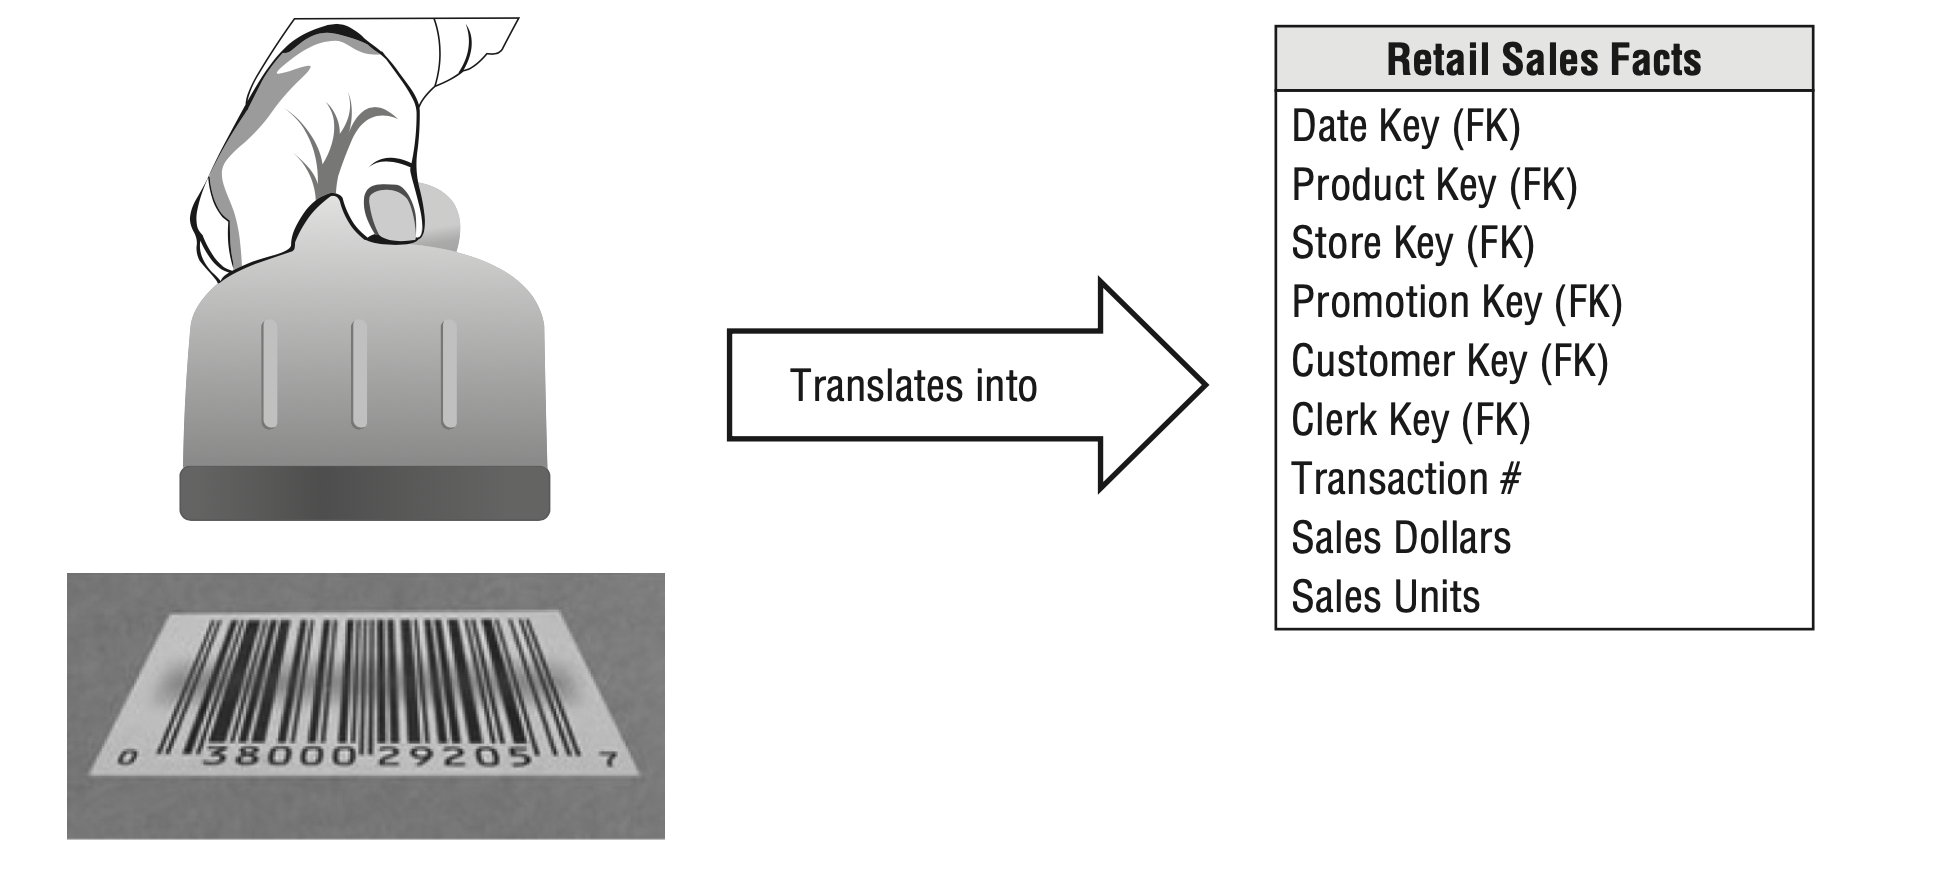 Translates into
0 38000 29205 7
Retail Sales Facts
Date Key (FK)
Product Key (FK)
Store Key (FK)
Promotion Key (FK)
Customer Key (FK)
Clerk Key (FK)
Transaction #
Sales Dollars
Sales Units